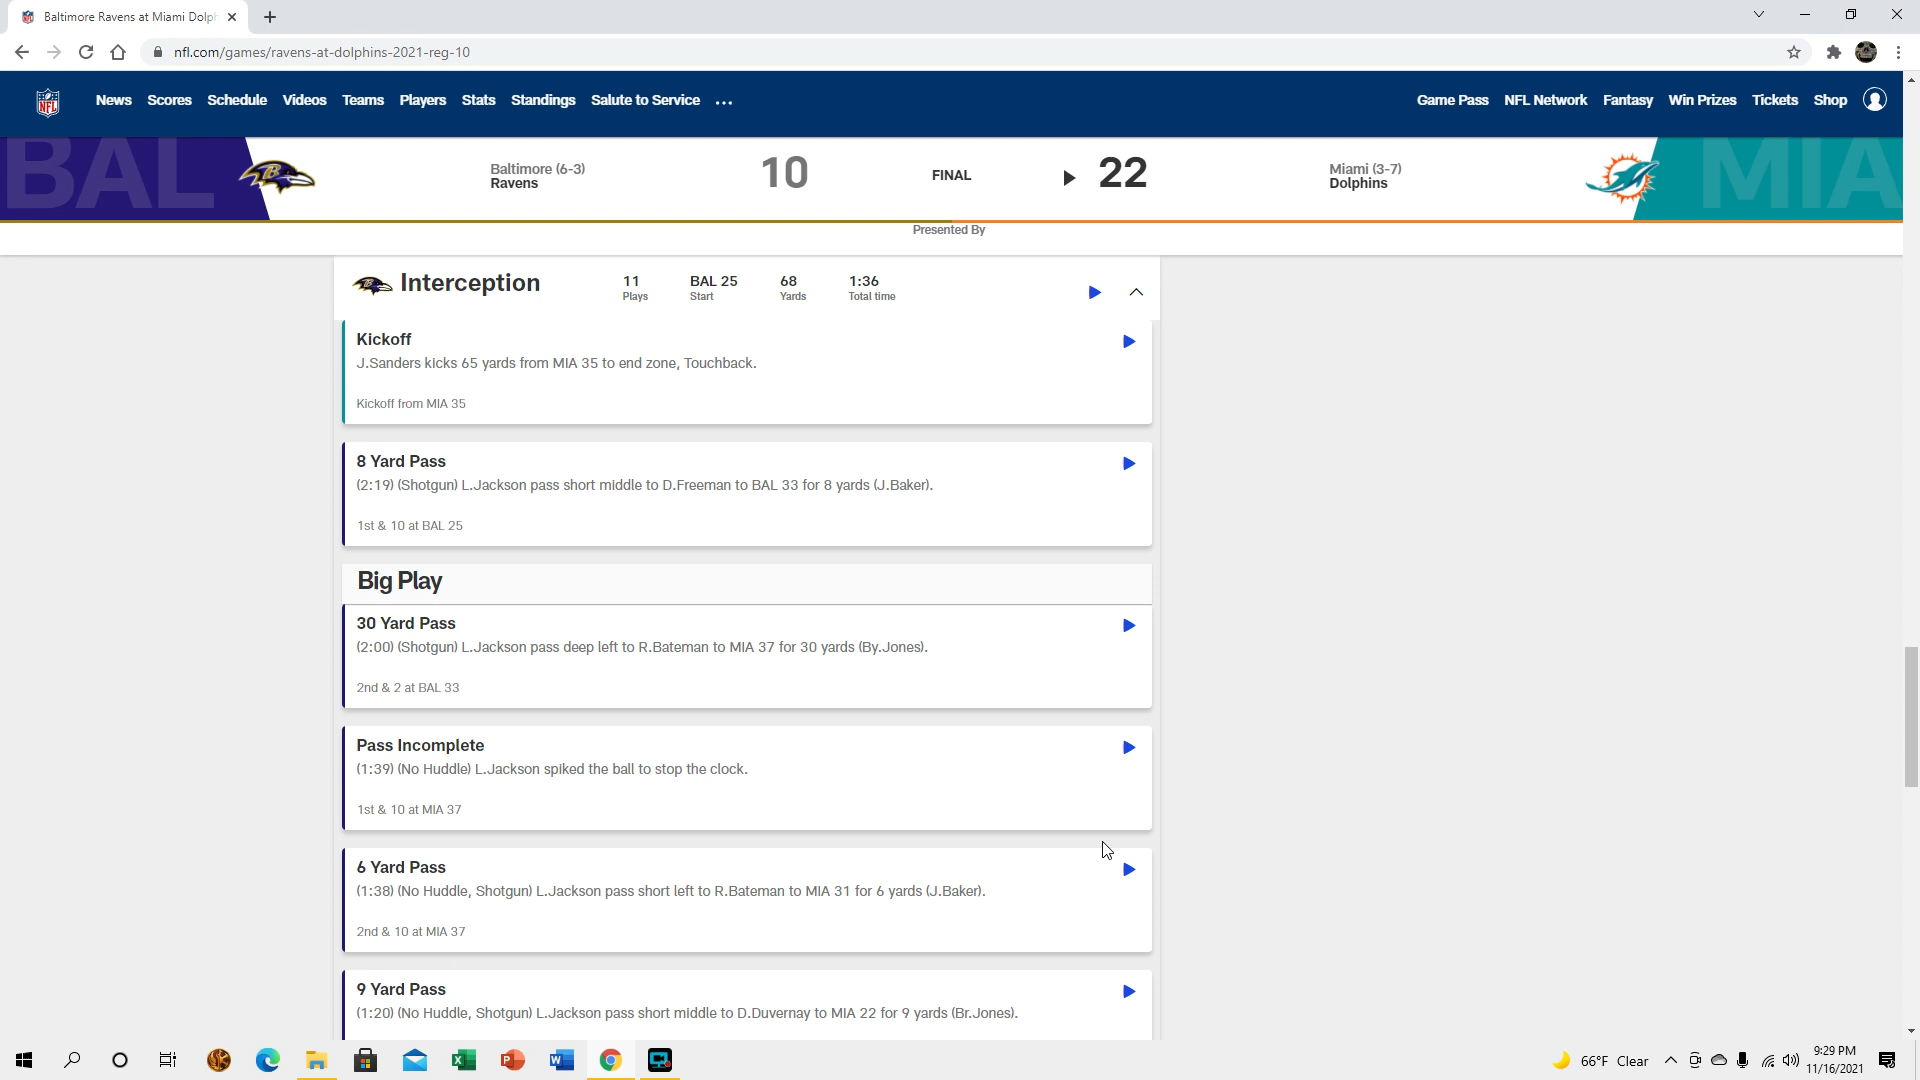 Baltimore Ravens at Miami Dolph
nfl.com/games/ravens-at-dolphins-2021-reg-10
NFL News Scores Schedule Videos Teams Players Stats Standings Salute to Service ... Game Pass NFL Network Fantasy Win Prizes Tickets Shop
BAL Baltimore (6-3) 10 FINAL 22 Miami (3-7) MIA
Ravens Dolphins
Presented By
Interception 11 BAL 25 68 1:36
Plays Start Yards Total time
Kickoff
J.Sanders kicks 65 yards from MIA 35 to end zone, Touchback.
Kickoff from MIA 35
8 Yard Pass
(2:19) (Shotgun) L.Jackson pass short middle to D.Freeman to BAL 33 for 8 yards (J.Baker).
1st & 10 at BAL 25
Big Play
30 Yard Pass
(2:00) (Shotgun) L.Jackson pass deep left to R.Bateman to MIA 37 for 30 yards (By.Jones).
2nd & 2 at BAL 33
Pass Incomplete
(1:39) (No Huddle) L.Jackson spiked the ball to stop the clock.
1st & 10 at MIA 37
6 Yard Pass
(1:38) (No Huddle, Shotgun) L.Jackson pass short left to R.Bateman to MIA 31 for 6 yards (J.Baker).
2nd & 10 at MIA 37
9 Yard Pass
(1:20) (No Huddle, Shotgun) L.Jackson pass short middle to D.Duvernay to MIA 22 for 9 yards (Br.Jones).
66°F Clear
9:29 PM
11/16/2021